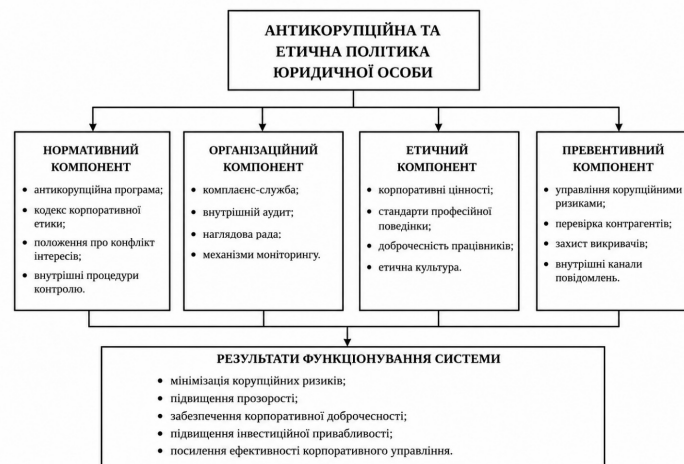 АНТИКОРУПЦІЙНА ТА
ЕТИЧНА ПОЛІТИКА
ЮРИДИЧНОЇ ОСОБИ
НОРМАТИВНИЙ
КОМПОНЕНТ
• антикорупційна програма;
• кодекс корпоративної
етики;
• положення про конфлікт
інтересів;
• внутрішні процедури
контролю.
ОРГАНІЗАЦІЙНИЙ
КОМПОНЕНТ
• комплаєнс-служба;
• внутрішній аудит;
• наглядова рада;
• механізми моніторингу.
ЕТИЧНИЙ
КОМПОНЕНТ
• корпоративні цінності;
• стандарти професійної
поведінки;
• доброчесність працівників;
• етична культура.
ПРЕВЕНТИВНИЙ
КОМПОНЕНТ
• управління корупційними
ризиками;
• перевірка контрагентів;
• захист викривачів;
• внутрішні канали
повідомлень.
РЕЗУЛЬТАТИ ФУНКЦІОНУВАННЯ СИСТЕМИ
• мінімізація корупційних ризиків;
• підвищення прозорості;
• забезпечення корпоративної доброчесності;
• підвищення інвестиційної привабливості;
• посилення ефективності корпоративного управління.